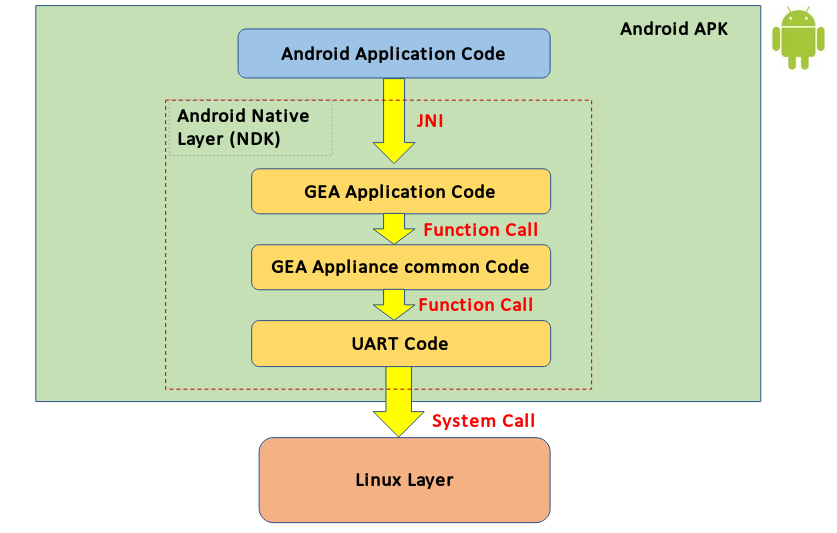 Android APK
Android Application Code
Android Native
Layer (NDK)
JNI
GEA Application Code
Function Call
GEA Appliance common Code
Function Call
UART Code
System Call
Linux Layer